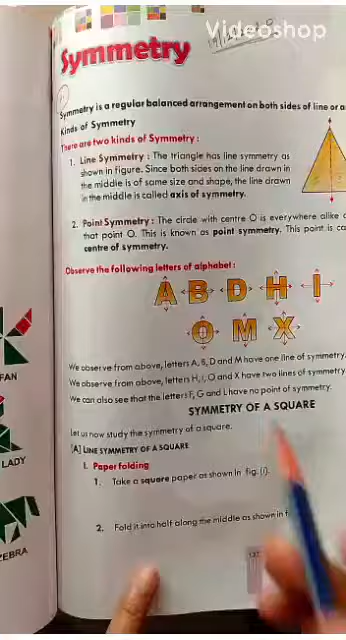 Videoshop
Symmetry
Symmetry is a regular balanced arrangement on both sides of line or a
Kinds of Symmetry
There are two kinds of Symmetry :
1. Line Symmetry : The triangle has line symmetry as
shown in figure. Since both sides on the line drawn in
the middle is of same size and shape, the line drawn
in the middle is called axis of symmetry.
2. Point Symmetry : The circle with centre O is everywhere alike
that point O. This is known as point symmetry. This point is ca
centre of symmetry.
Observe the following letters of alphabet :
A B D H I
O M X
We observe from above, letters A, B, D and M have one line of symmetry.
We observe from above, letters H, I, O and X have two lines of symmetry
We can also see that the letters F, G and L have no point of symmetry.
SYMMETRY OF A SQUARE
Let us now study the symmetry of a square.
[A] LINE SYMMETRY OF A SQUARE
I. Paper folding
1. Take a square paper as shown in fig. (i).
2. Fold it into half along the middle as shown in f
FAN
LADY
ZEBRA